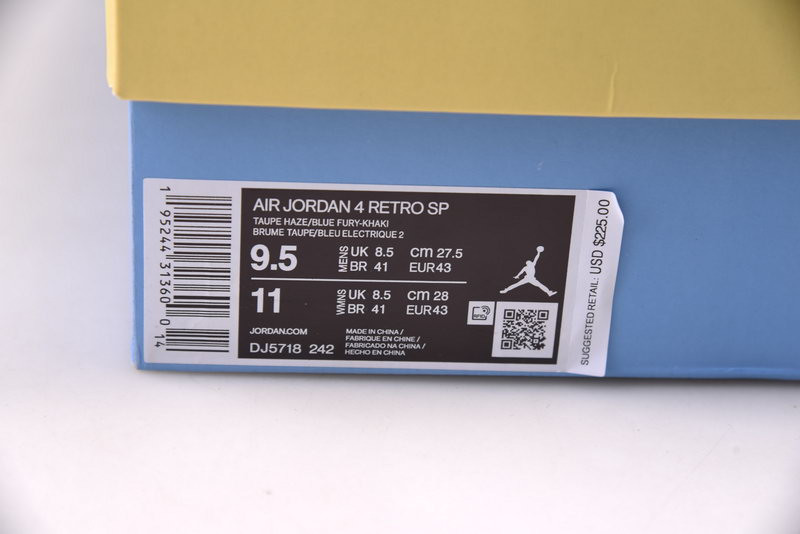 AIR JORDAN 4 RETRO SP
TAUPE HAZE/BLUE FURY-KHAKI
BRUME TAUPE/BLEU ELECTRIQUE 2
9.5 MENS UK 8.5 cm 27.5
BR 41 EUR43
11 WMNS UK 8.5 cm 28
BR 41 EUR43
JORDAN.COM
DJ5718 242
MADE IN CHINA /
FABRIQUE EN CHINE /
FABRICADO NA CHINA /
HECHO EN CHINA
RFID
1 95244 31360 0 14
SUGGESTED RETAIL: USD $225.00